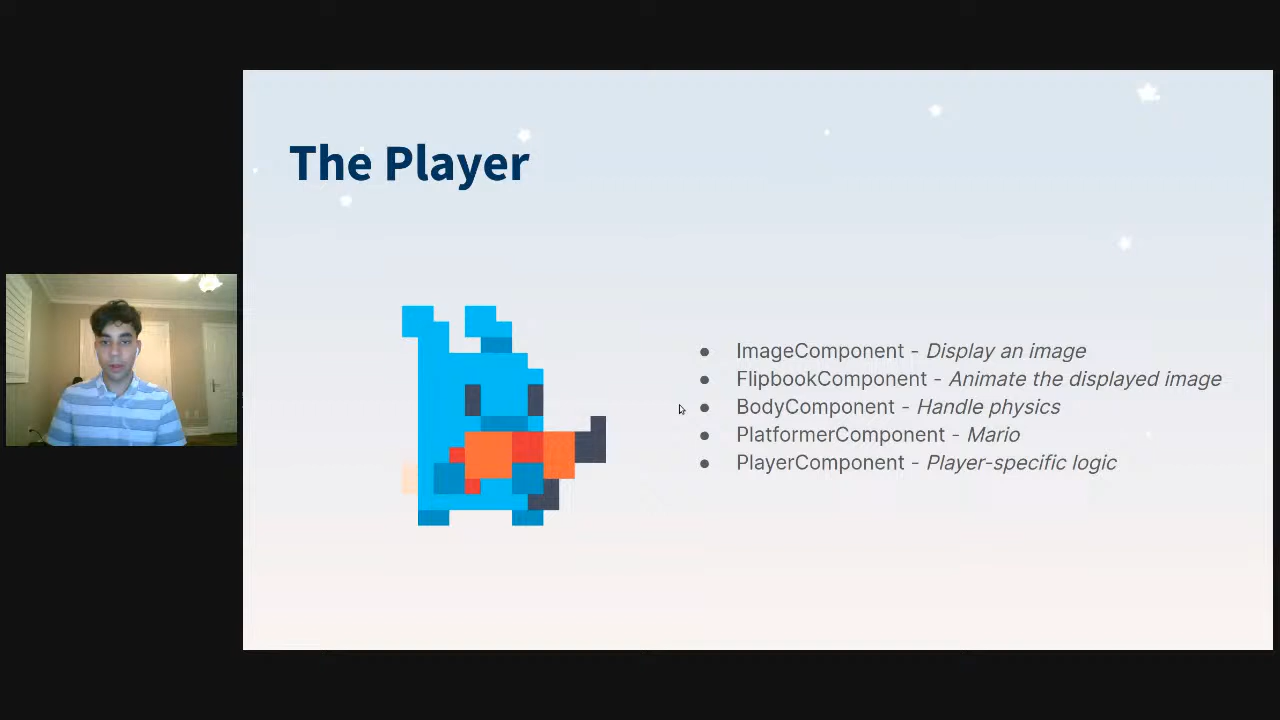 The Player
● ImageComponent - Display an image
● FlipbookComponent - Animate the displayed image
● BodyComponent - Handle physics
● PlatformerComponent - Mario
● PlayerComponent - Player-specific logic